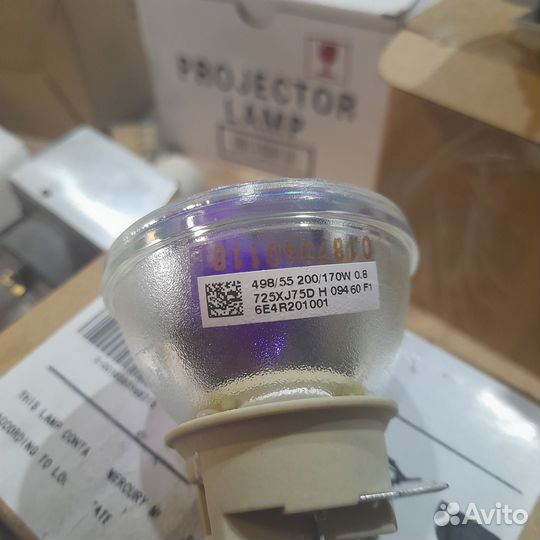 PROJECTOR
LAMP
498/55 200/170W 0.8
725XJ75D H 09460 F1
6E4R201001
THIS LAMP CONTA
MERCURY
ACCORDING TO LO
ATE
Avito